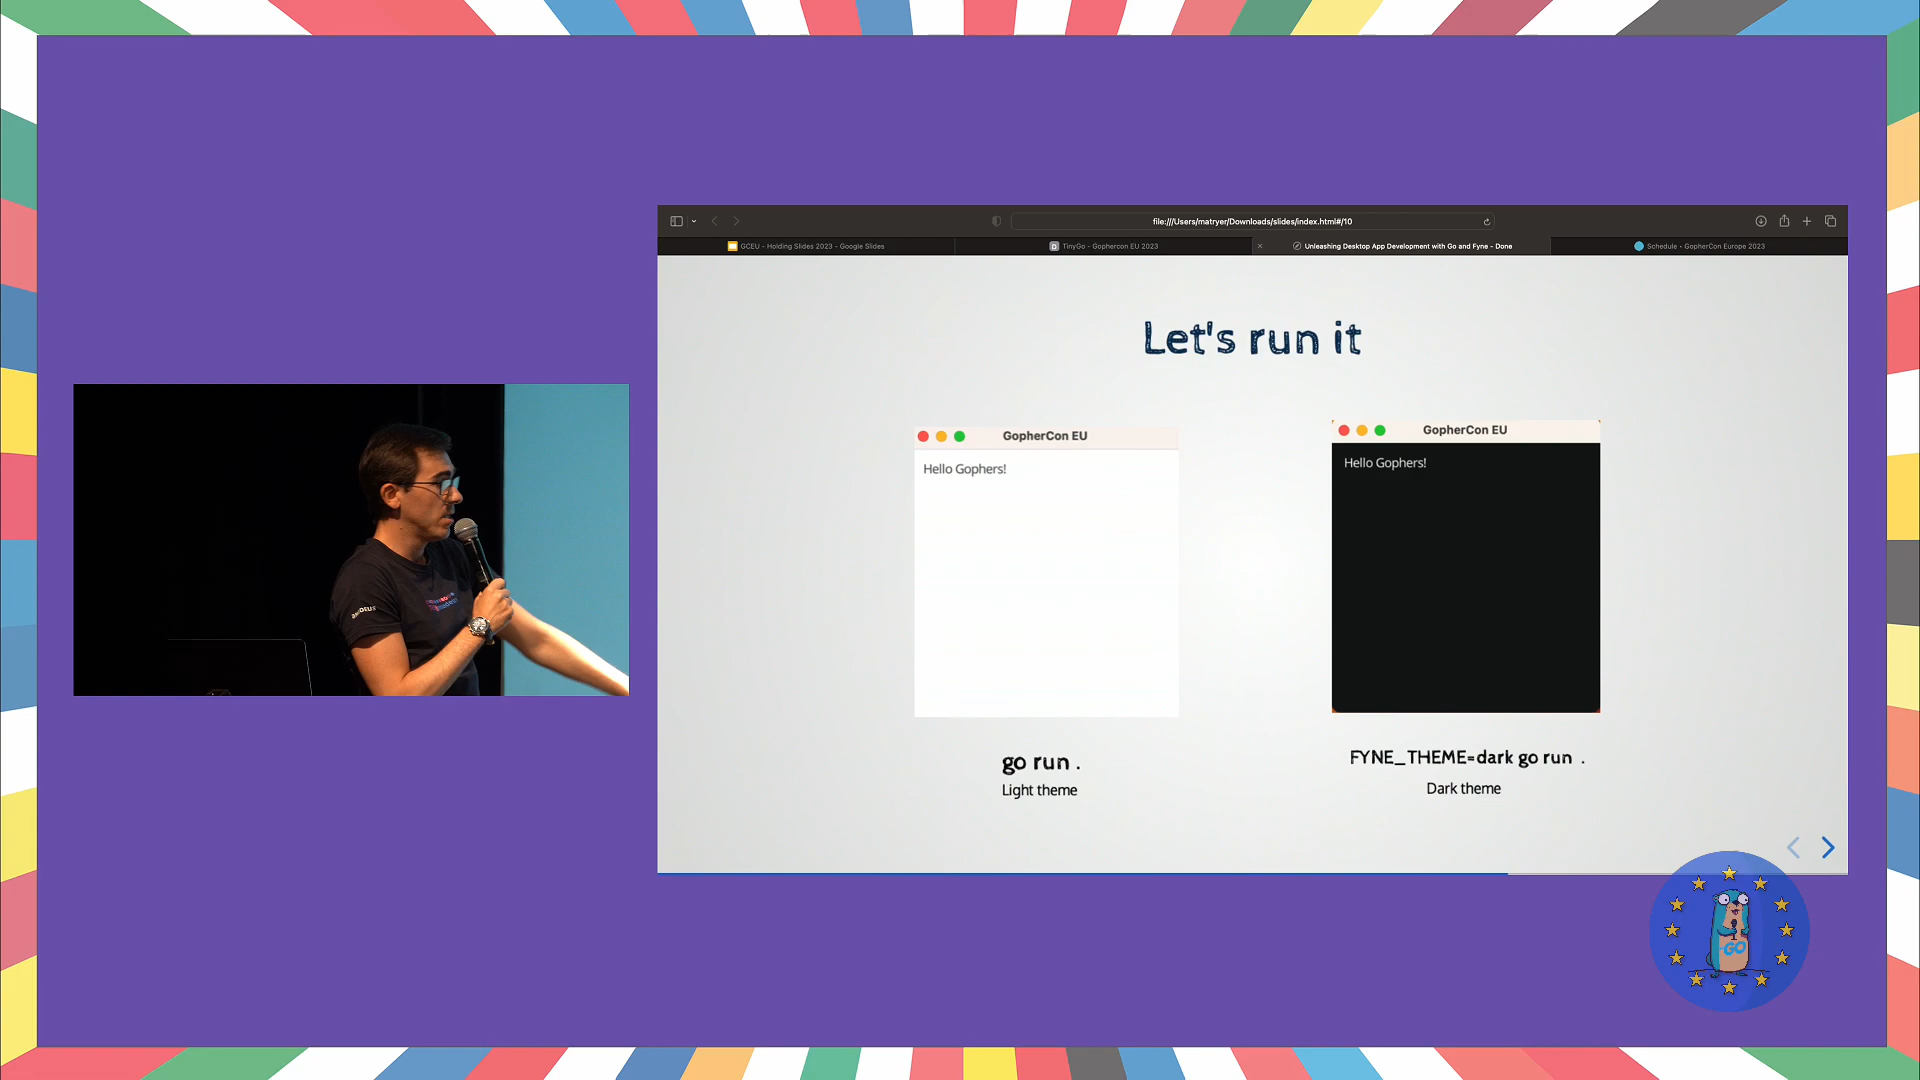 file:///Users/matryer/Downloads/slides/index.html#/10
GCEU - Holding Slides 2023 - Google Slides
TinyGo - Gophercon EU 2023
Unleashing Desktop App Development with Go and Fyne - Done
Schedule - GopherCon Europe 2023
Let's run it
GopherCon EU
Hello Gophers!
GopherCon EU
Hello Gophers!
go run .
Light theme
FYNE_THEME=dark go run .
Dark theme
GO